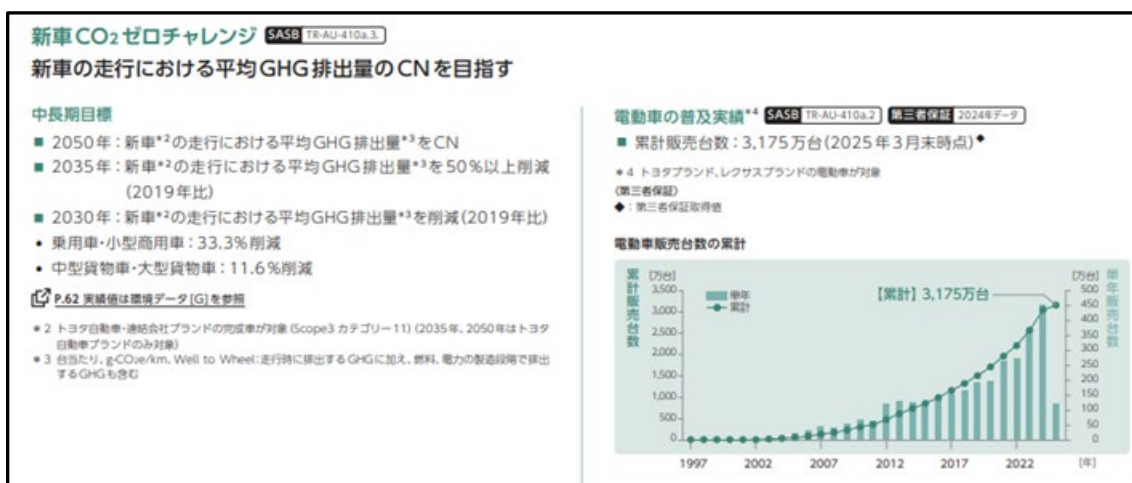 新車CO₂ゼロチャレンジ SASB TR-AU-410a.3.
新車の走行における平均GHG排出量のCNを目指す
中長期目標
■ 2050年：新車*2の走行における平均GHG排出量*3をCN
■ 2035年：新車*2の走行における平均GHG排出量*3を50%以上削減
(2019年比)
■ 2030年：新車*2の走行における平均GHG排出量*3を削減(2019年比)
• 乗用車・小型商用車：33.3%削減
• 中型貨物車・大型貨物車：11.6%削減
P.62 実績値は環境データ[G]を参照
*2 トヨタ自動車・連結会社ブランドの完成車が対象(Scope3 カテゴリー11) (2035年、2050年はトヨタ
自動車ブランドのみ対象)
*3 台当たり、g-CO₂e/km、Well to Wheel：走行時に排出するGHGに加え、燃料、電力の製造段階で排出
するGHGも含む
電動車の普及実績*4 SASB TR-AU-410a.2 第三者保証 2024年データ
■ 累計販売台数：3,175万台(2025年3月末時点)◆
*4 トヨタブランド、レクサスブランドの電動車が対象
〈第三者保証〉
◆：第三者保証取得値
電動車販売台数の累計
累計販売台数
[万台]
3,500
3,000
2,500
2,000
1,500
1,000
500
0
単年
累計
【累計】3,175万台
[万台]
500
450
400
350
300
250
200
150
100
50
0
単年販売台数
1997 2002 2007 2012 2017 2022 [年]